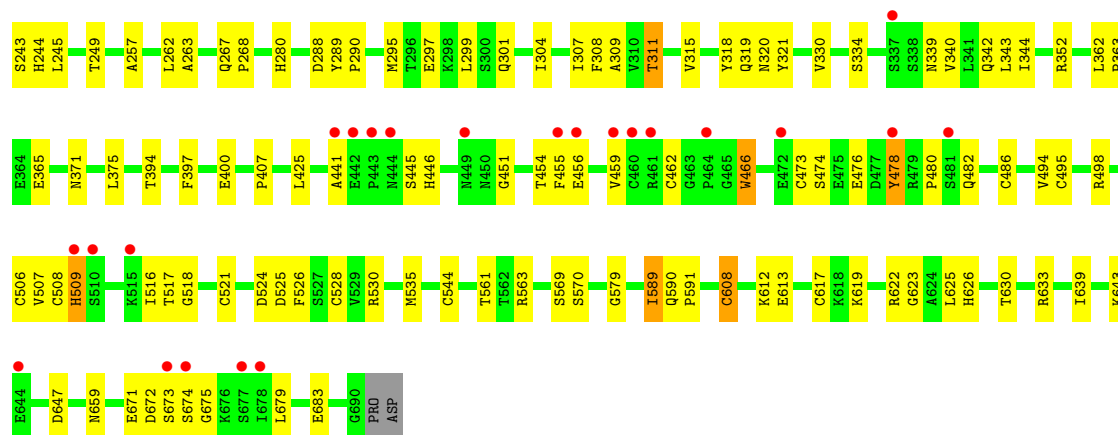 S243 H244 L245 T249 A257 L262 A263 Q267 P268 H280 D288 Y289 P290 M295 T296 E297 K298 L299 S300 Q301 I304 I307 F308 A309 V310 T311 V315 Y318 Q319 N320 Y321 V330 S334 S337 S338 N339 V340 L341 Q342 L343 I344 R352 L362
E364 E365 N371 L375 T394 F397 E400 P407 L425 A441 E442 P443 N444 S445 H446 N449 N450 G451 T454 F455 E456 V459 C460 R461 C462 G463 P464 G465 W466 E472 C473 S474 E475 E476 D477 Y478 R479 P480 S481 Q482 C486 V494 C495 R498
C506 V507 C508 H509 S510 K515 I516 T517 G518 C521 D524 D525 F526 S527 C528 V529 R530 M535 C544 T561 T562 R563 S569 S570 G579 I589 Q590 P591 C608 K612 E613 C617 K618 K619 R622 G623 A624 L625 H626 T630 R633 I639
E644 D647 N659 E671 D672 S673 S674 G675 K676 S677 I678 L679 E683 G690 PRO ASP